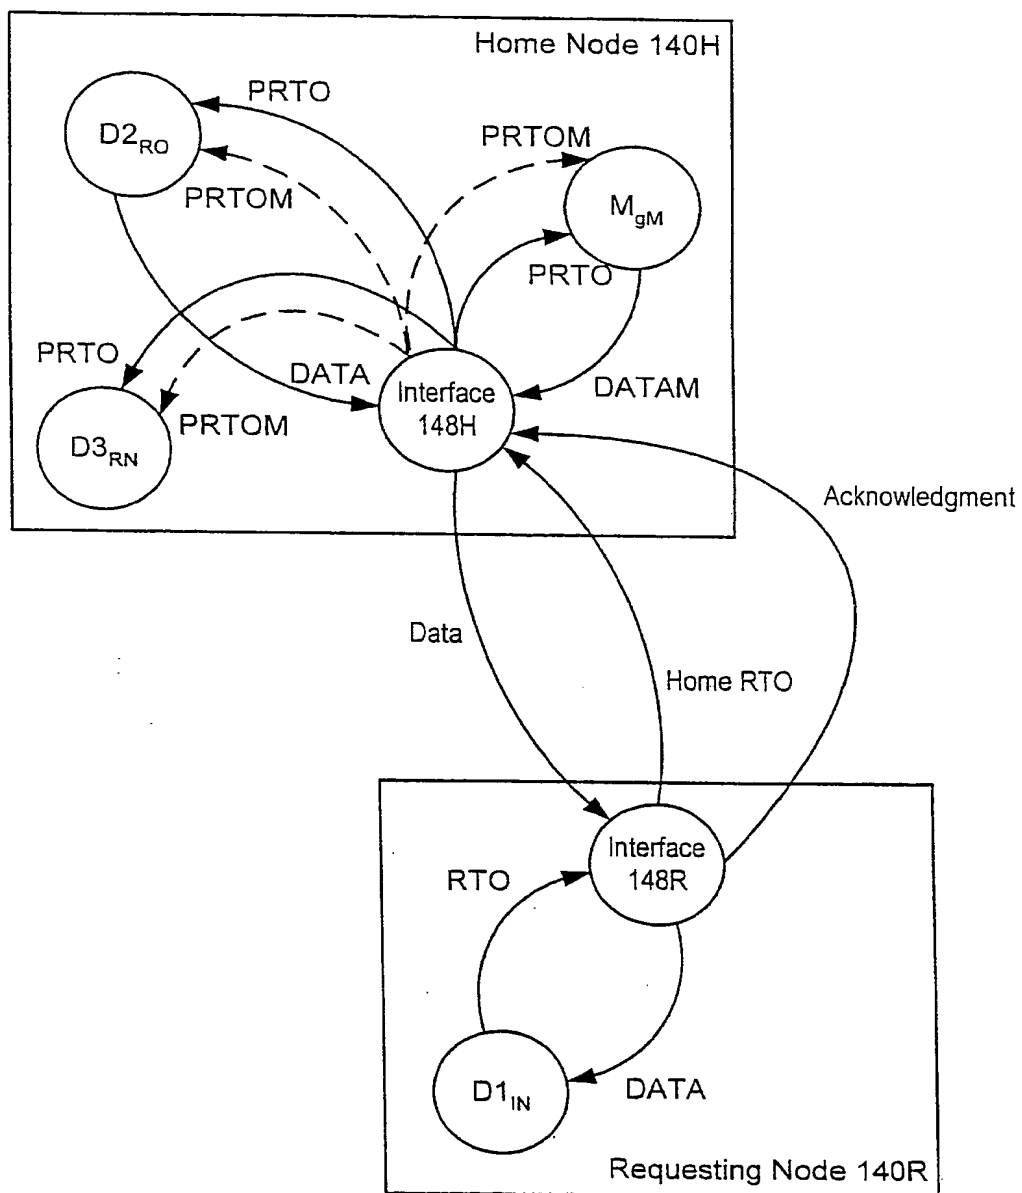 Home Node 140H
PRTO
D2RO
PRTOM
PRTOM
MgM
PRTO
PRTO
DATA
Interface
148H
DATAM
D3RN
PRTOM
Acknowledgment
Data
Home RTO
Interface
148R
RTO
D1IN
DATA
Requesting Node 140R